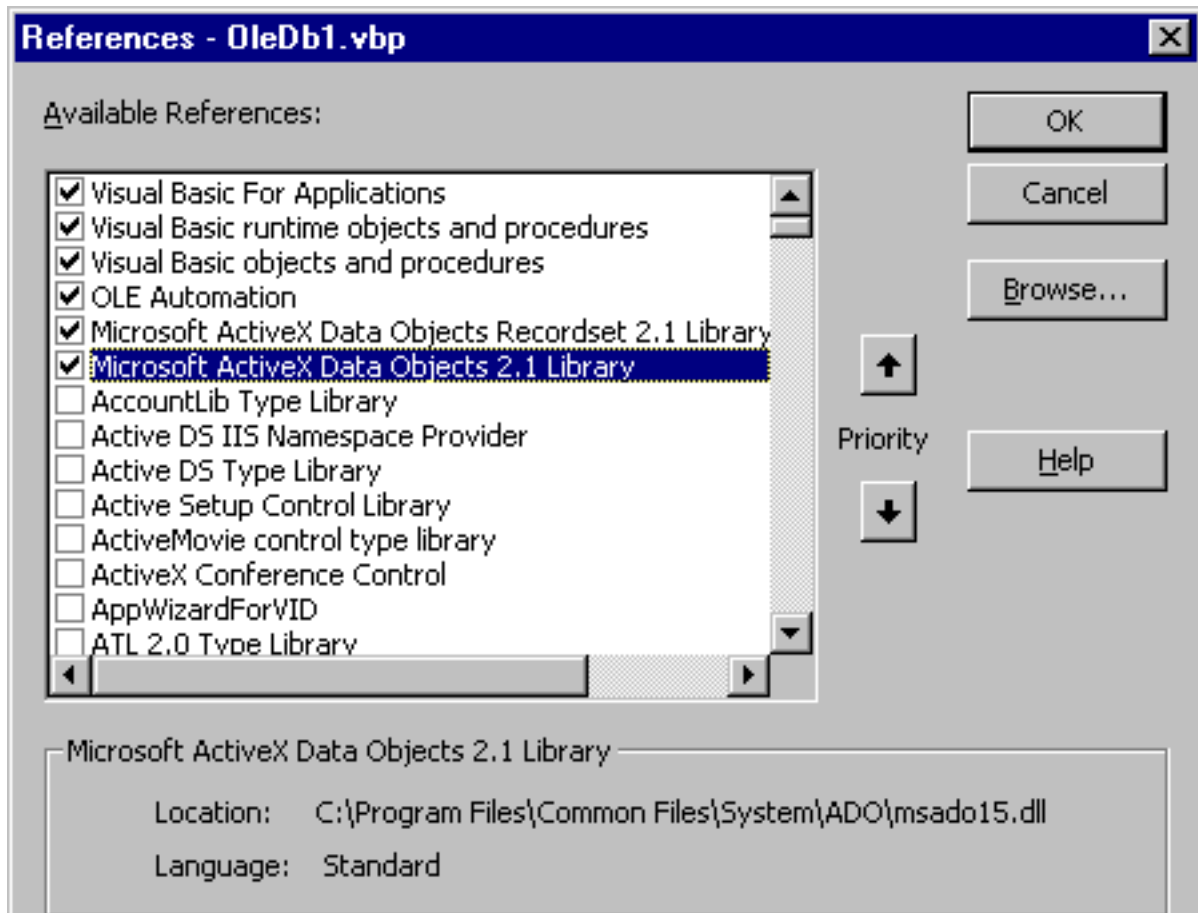 References - OleDb1.vbp
Available References:
OK
Cancel
Browse...
Priority
Help
Visual Basic For Applications
Visual Basic runtime objects and procedures
Visual Basic objects and procedures
OLE Automation
Microsoft ActiveX Data Objects Recordset 2.1 Library
Microsoft ActiveX Data Objects 2.1 Library
AccountLib Type Library
Active DS IIS Namespace Provider
Active DS Type Library
Active Setup Control Library
ActiveMovie control type library
ActiveX Conference Control
AppWizardForVID
ATL 2.0 Type Library
Microsoft ActiveX Data Objects 2.1 Library
Location: C:\Program Files\Common Files\System\ADO\msado15.dll
Language: Standard